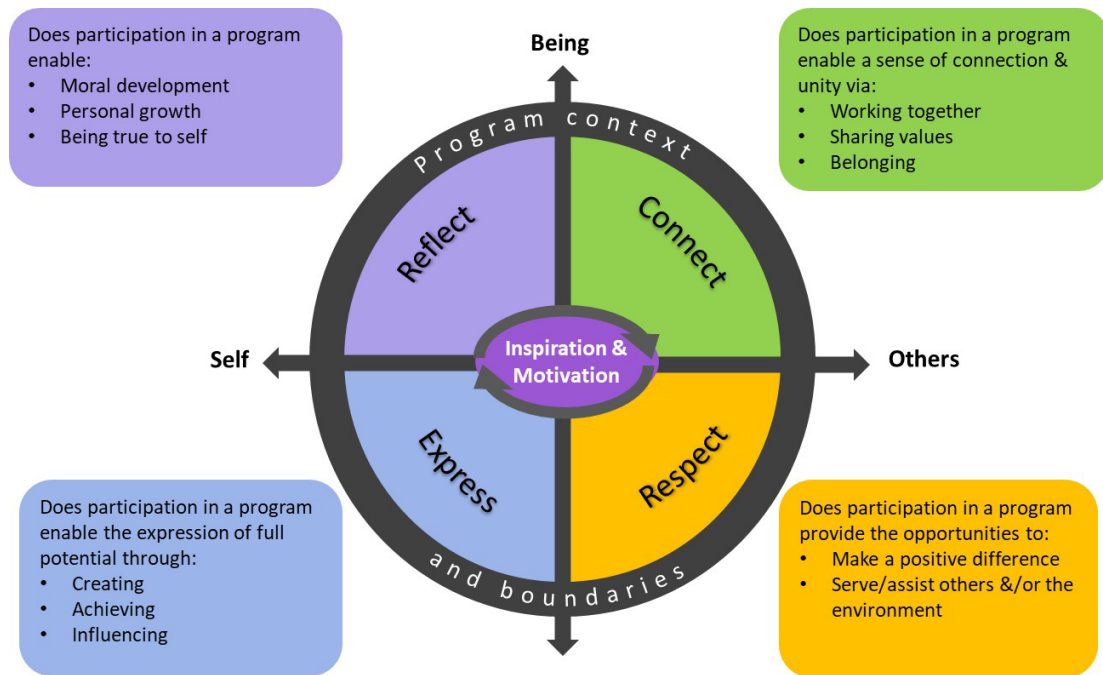 Does participation in a program
enable:
• Moral development
• Personal growth
• Being true to self
Being
Does participation in a program
enable a sense of connection &
unity via:
• Working together
• Sharing values
• Belonging
Program context
Reflect
Connect
Self
Inspiration &
Motivation
Others
Express
Respect
and boundaries
Does participation in a program
enable the expression of full
potential through:
• Creating
• Achieving
• Influencing
Does participation in a program
provide the opportunities to:
• Make a positive difference
• Serve/assist others &/or the
environment